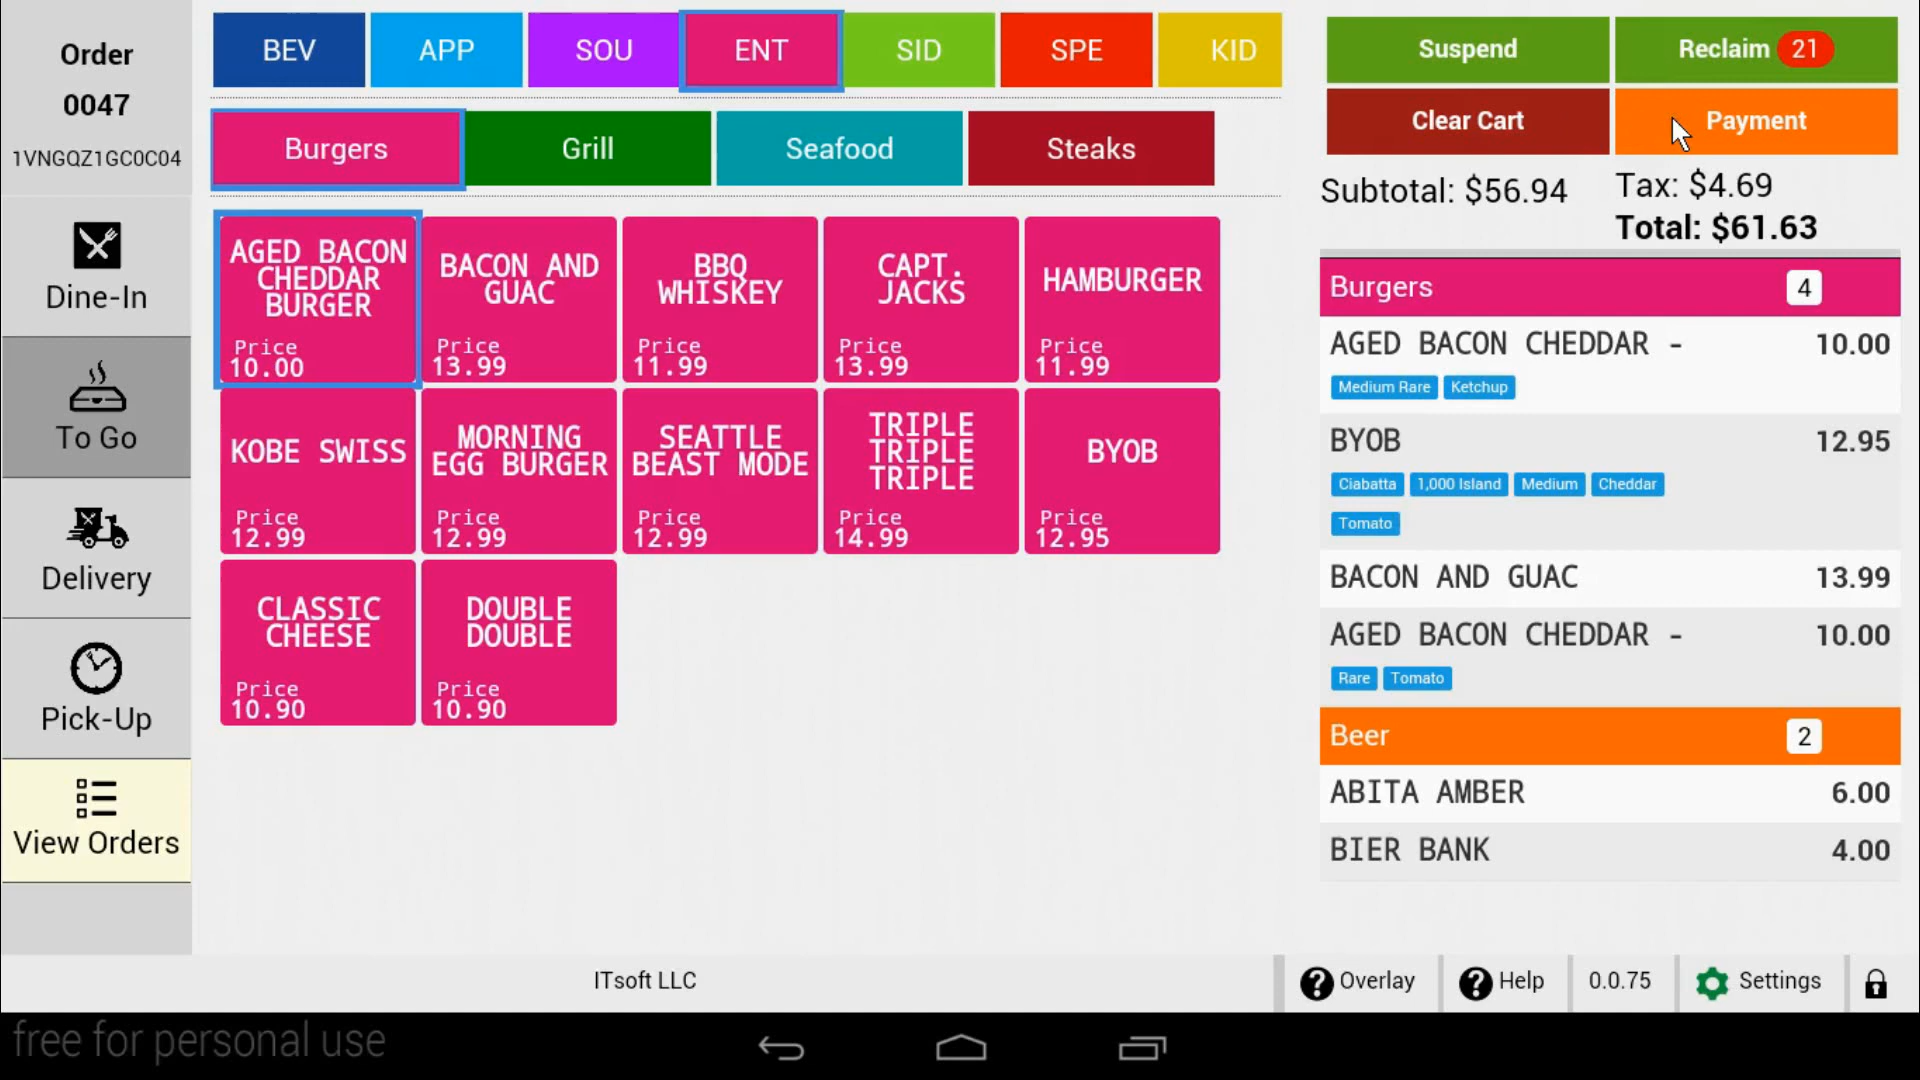 Order
0047
1VNGQZ1GC0C04
Dine-In
To Go
Delivery
Pick-Up
View Orders
BEV
APP
SOU
ENT
SID
SPE
KID
Burgers
Grill
Seafood
Steaks
AGED BACON
CHEDDAR
BURGER
Price
10.00
BACON AND
GUAC
Price
13.99
BBQ
WHISKEY
Price
11.99
CAPT.
JACKS
Price
13.99
HAMBURGER
Price
11.99
KOBE SWISS
Price
12.99
MORNING
EGG BURGER
Price
12.99
SEATTLE
BEAST MODE
Price
12.99
TRIPLE
TRIPLE
TRIPLE
Price
14.99
BYOB
Price
12.95
CLASSIC
CHEESE
Price
10.90
DOUBLE
DOUBLE
Price
10.90
Suspend
Reclaim 21
Clear Cart
Payment
Subtotal: $56.94
Tax: $4.69
Total: $61.63
Burgers 4
AGED BACON CHEDDAR - 10.00
Medium Rare Ketchup
BYOB 12.95
Ciabatta 1,000 Island Medium Cheddar
Tomato
BACON AND GUAC 13.99
AGED BACON CHEDDAR - 10.00
Rare Tomato
Beer 2
ABITA AMBER 6.00
BIER BANK 4.00
ITsoft LLC
Overlay
Help
0.0.75
Settings
free for personal use